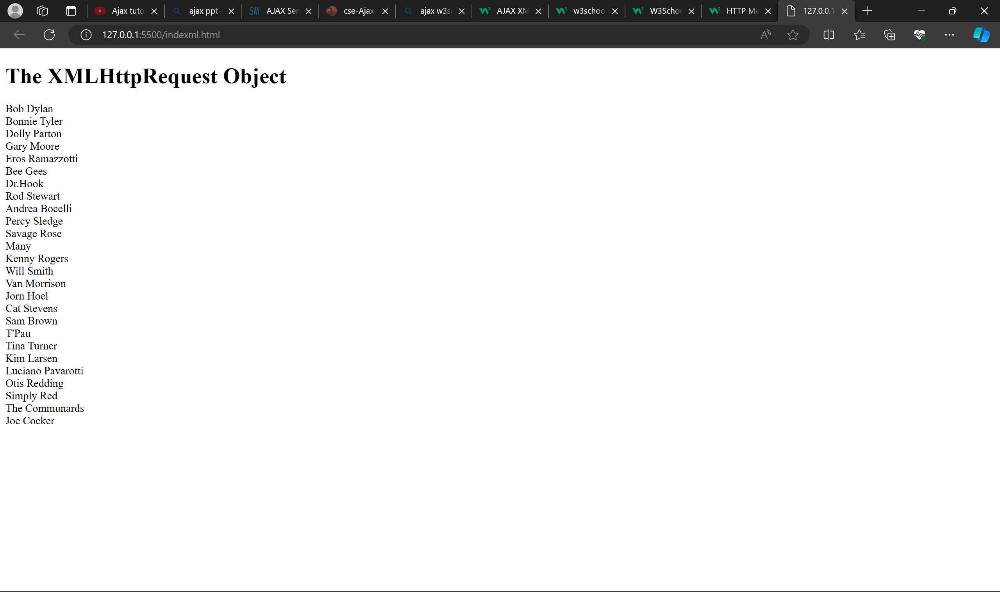 Ajax tuto ajax ppt - AJAX Ser cse-Ajax- ajax w3s AJAX XM w3schoo W3Schoo HTTP Me 127.0.0.1
127.0.0.1:5500/indexml.html
The XMLHttpRequest Object
Bob Dylan
Bonnie Tyler
Dolly Parton
Gary Moore
Eros Ramazzotti
Bee Gees
Dr.Hook
Rod Stewart
Andrea Bocelli
Percy Sledge
Savage Rose
Many
Kenny Rogers
Will Smith
Van Morrison
Jorn Hoel
Cat Stevens
Sam Brown
T'Pau
Tina Turner
Kim Larsen
Luciano Pavarotti
Otis Redding
Simply Red
The Communards
Joe Cocker